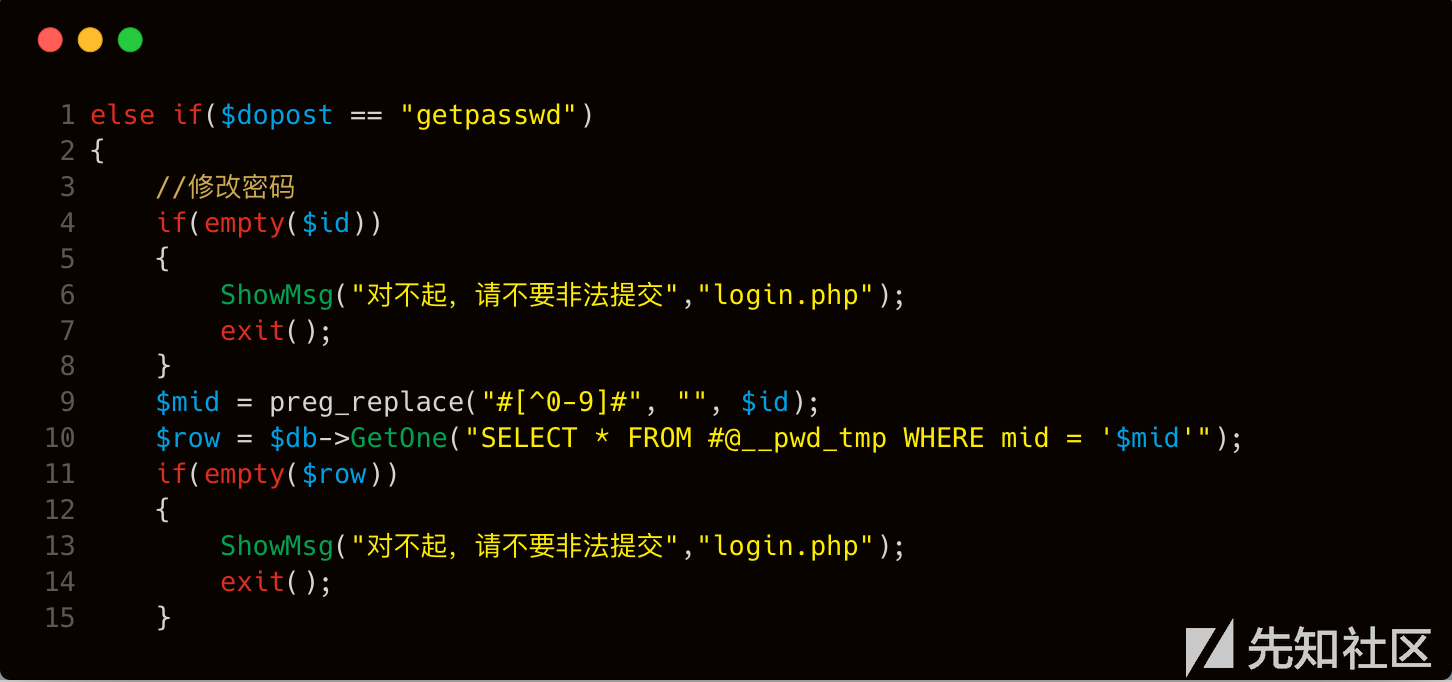 1 else if($dopost == "getpasswd")
2 {
3     //修改密码
4     if(empty($id))
5     {
6         ShowMsg("对不起，请不要非法提交","login.php");
7         exit();
8     }
9     $mid = preg_replace("#[^0-9]#", "", $id);
10     $row = $db->GetOne("SELECT * FROM #@__pwd_tmp WHERE mid = '$mid'");
11     if(empty($row))
12     {
13         ShowMsg("对不起，请不要非法提交","login.php");
14         exit();
15     }
先知社区